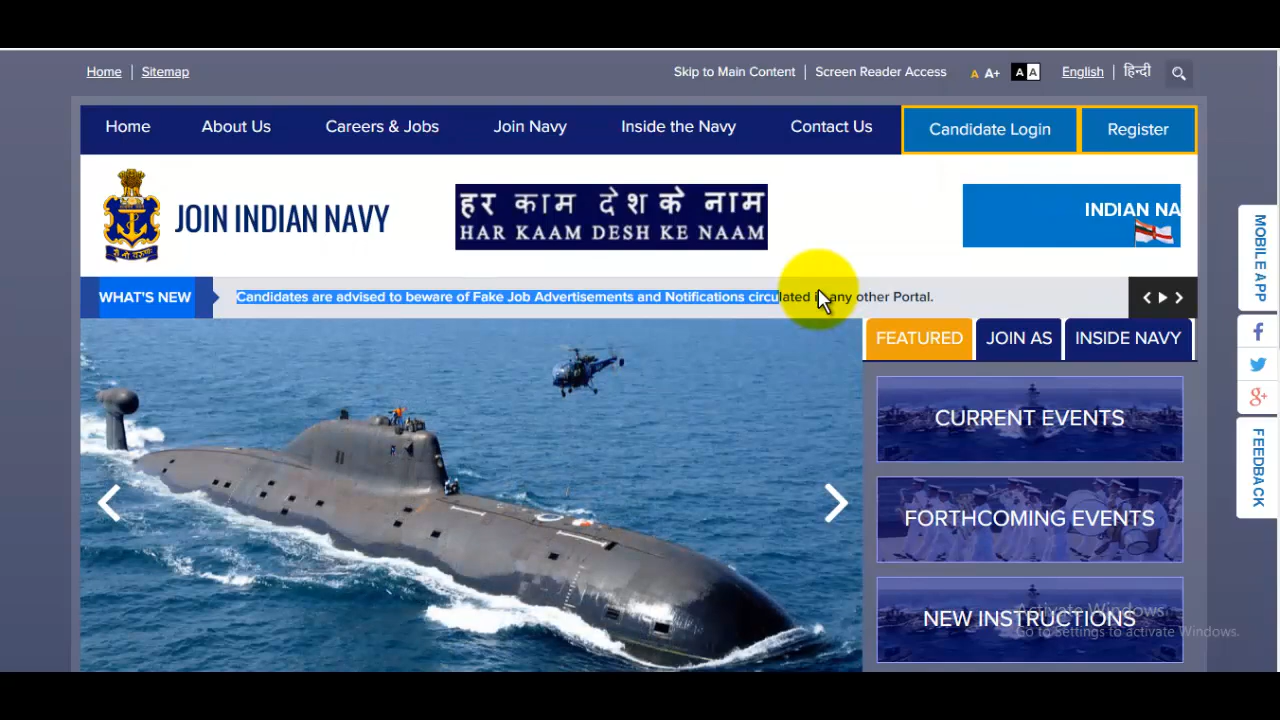 Home | Sitemap
Skip to Main Content | Screen Reader Access A A+ A A English | हिन्दी
Home About Us Careers & Jobs Join Navy Inside the Navy Contact Us Candidate Login Register
JOIN INDIAN NAVY
हर काम देश के नाम
HAR KAAM DESH KE NAAM
INDIAN NA
WHAT'S NEW
Candidates are advised to beware of Fake Job Advertisements and Notifications circulated in any other Portal.
FEATURED JOIN AS INSIDE NAVY
CURRENT EVENTS
FORTHCOMING EVENTS
NEW INSTRUCTIONS
Activate Windows
Go to Settings to activate Windows.
MOBILE APP
f
g+
FEEDBACK